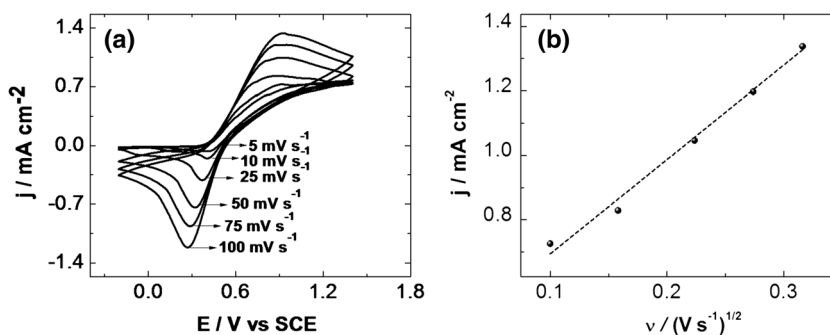 (a)
j / mA cm-2
1.4
0.7
0.0
-0.7
-1.4
5 mV s-1
10 mV s-1
25 mV s-1
50 mV s-1
75 mV s-1
100 mV s-1
0.0 0.6 1.2 1.8
E / V vs SCE
(b)
j / mA cm-2
1.4
1.2
1.0
0.8
0.1 0.2 0.3
ν / (V s-1)1/2